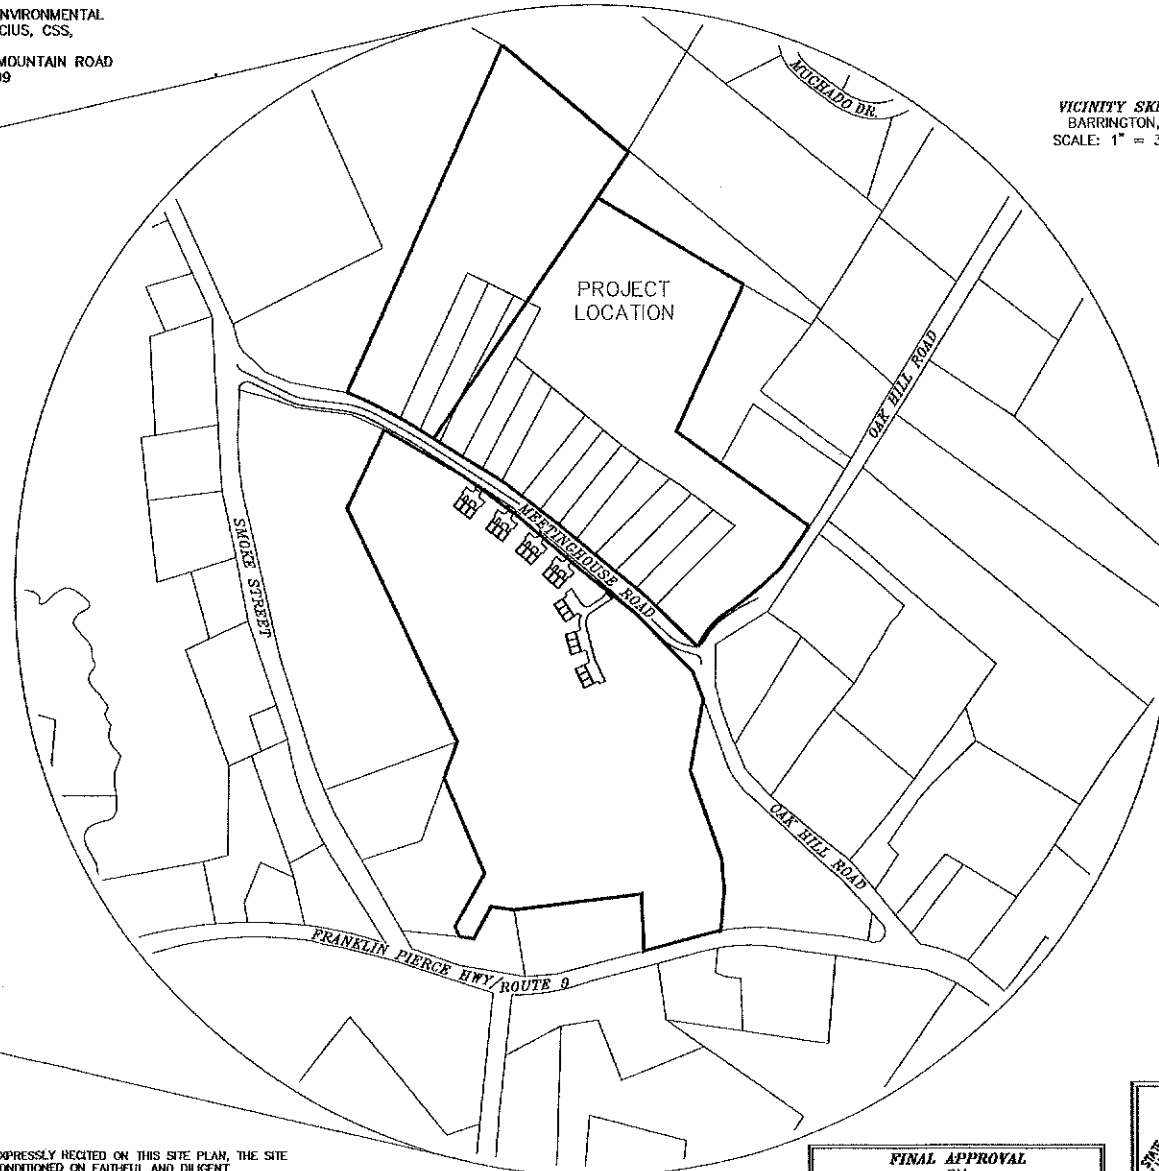 NVIRONMENTAL
CIUS, CSS,
MOUNTAIN ROAD
MUCHADO DR.
VICINITY SK
BARRINGTON,
SCALE: 1" =
PROJECT
LOCATION
OAK HILL ROAD
MEETINGHOUSE ROAD
SMOKE STREET
OAK HILL ROAD
FRANKLIN PIERCE HWY/ROUTE 9
XPRESSLY RECITED ON THIS SITE PLAN, THE SITE
ONDITIONED ON FAITHFUL AND DILIGENT
FINAL APPROVAL
STATE